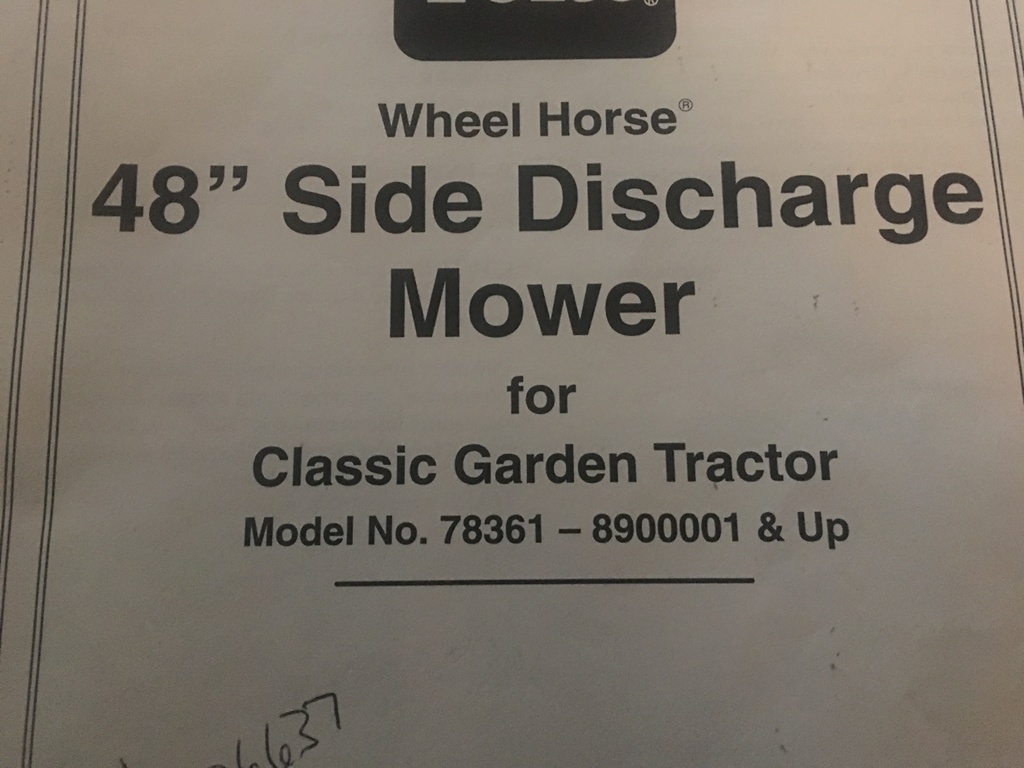 Wheel Horse®
48” Side Discharge
Mower
for
Classic Garden Tractor
Model No. 78361 – 8900001 & Up